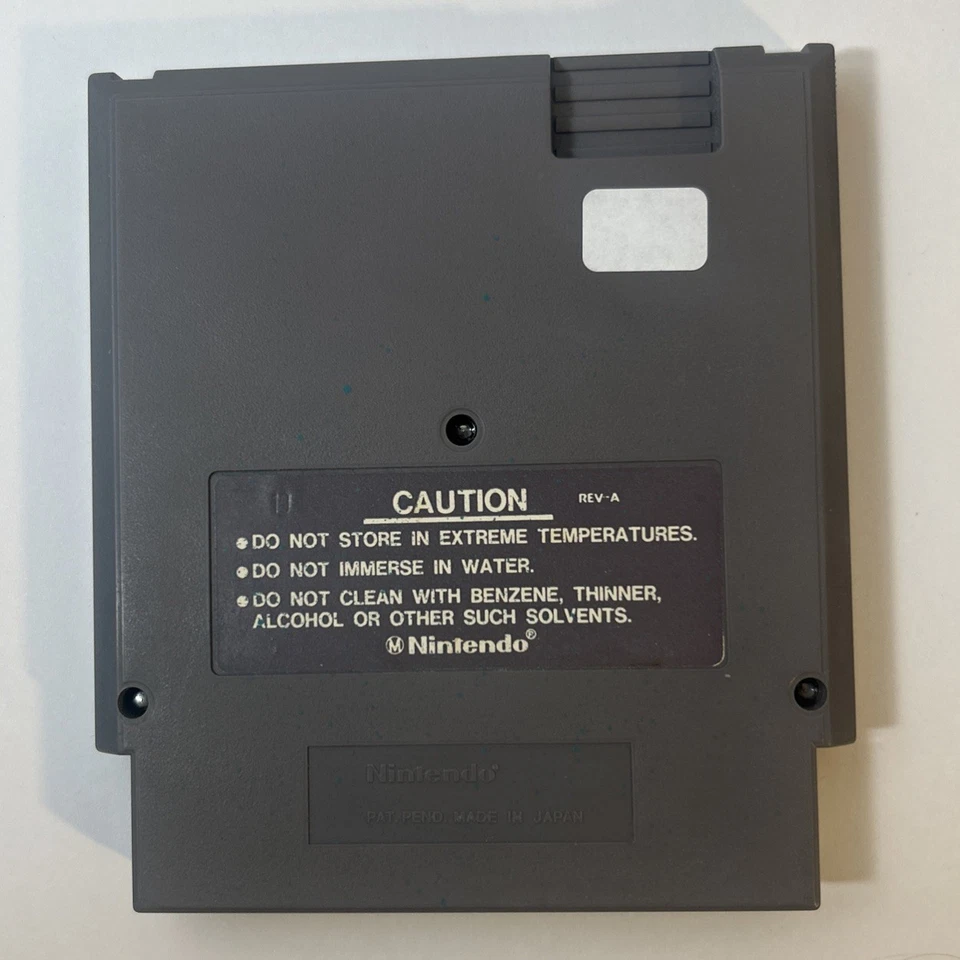 CAUTION REV-A
• DO NOT STORE IN EXTREME TEMPERATURES.
• DO NOT IMMERSE IN WATER.
• DO NOT CLEAN WITH BENZENE, THINNER,
ALCOHOL OR OTHER SUCH SOLVENTS.
Ⓜ Nintendo®
Nintendo®
PAT. PEND. MADE IN JAPAN